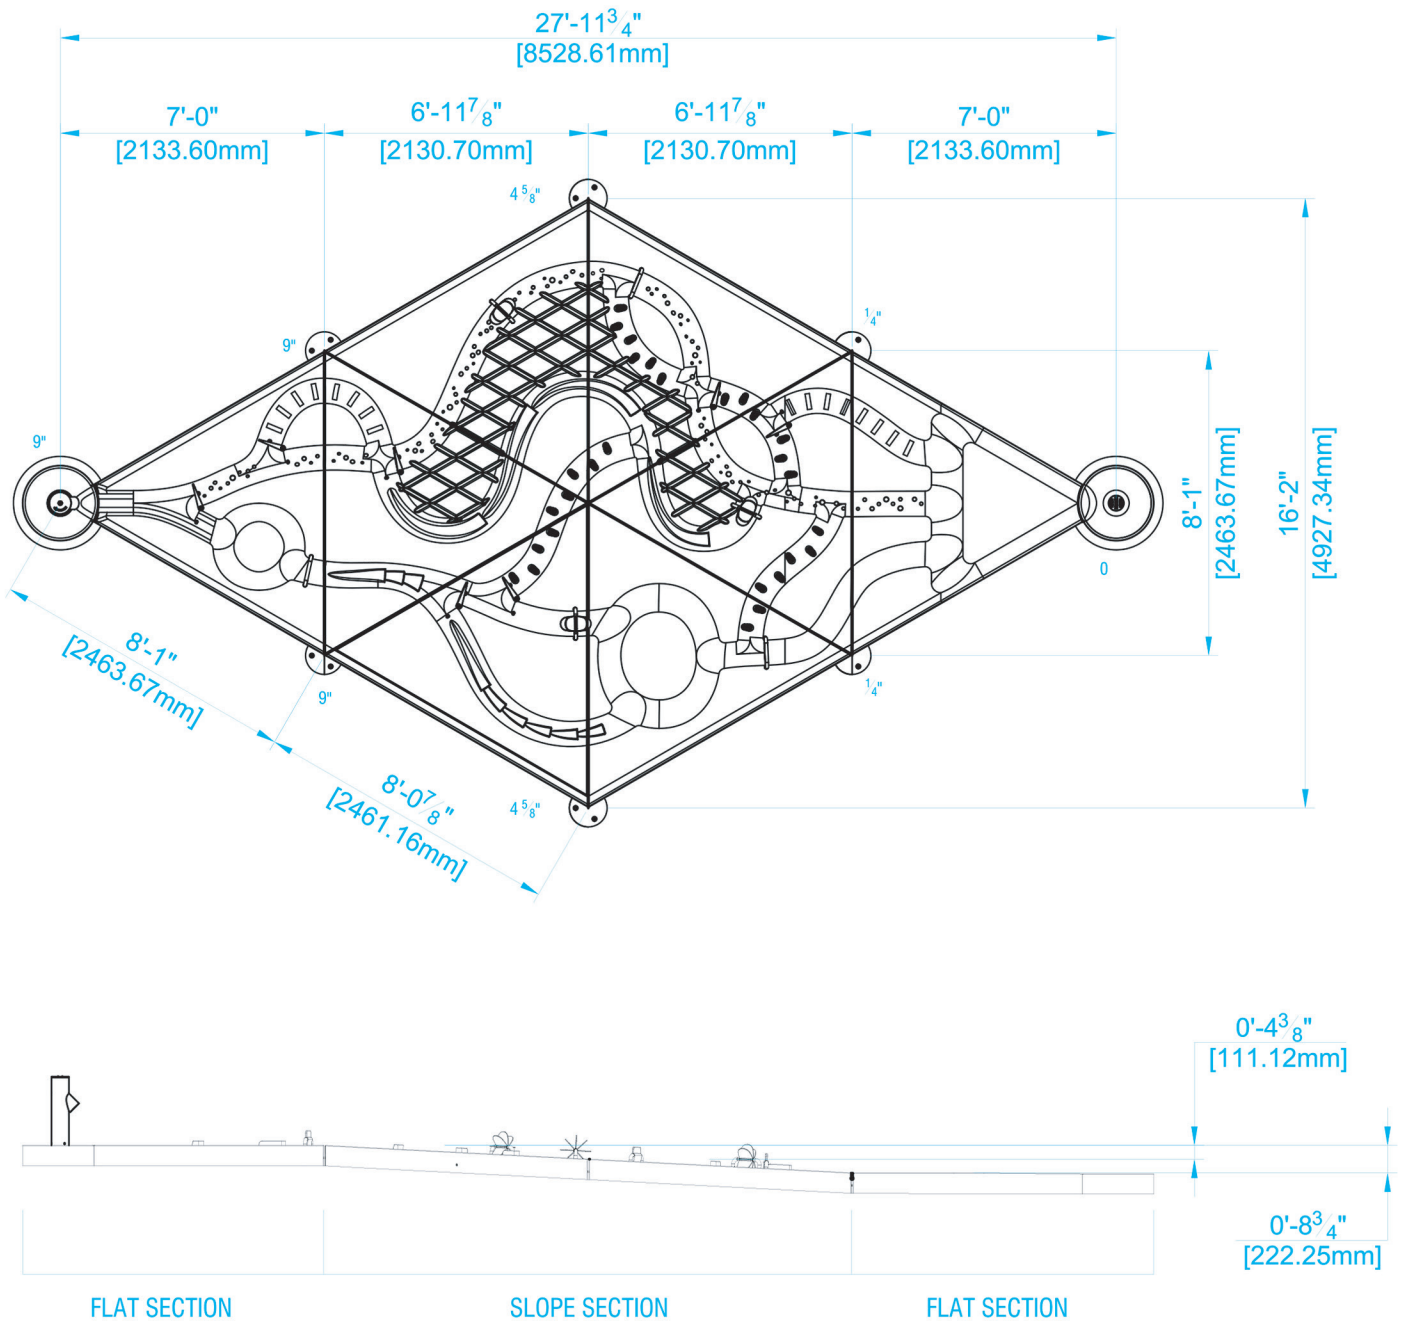 27'-11 3/4"
[8528.61mm]
7'-0"
6'-11 7/8"
6'-11 7/8"
7'-0"
[2133.60mm]
[2130.70mm]
[2130.70mm]
[2133.60mm]
4 5/8"
1/4"
9"
9"
8'-1"
[2463.67mm]
16'-2"
[4927.34mm]
0
8'-1"
[2463.67mm]
9"
1/4"
8'-0 7/8"
[2461.16mm]
4 5/8"
0'-4 3/8"
[111.12mm]
0'-8 3/4"
[222.25mm]
FLAT SECTION
SLOPE SECTION
FLAT SECTION